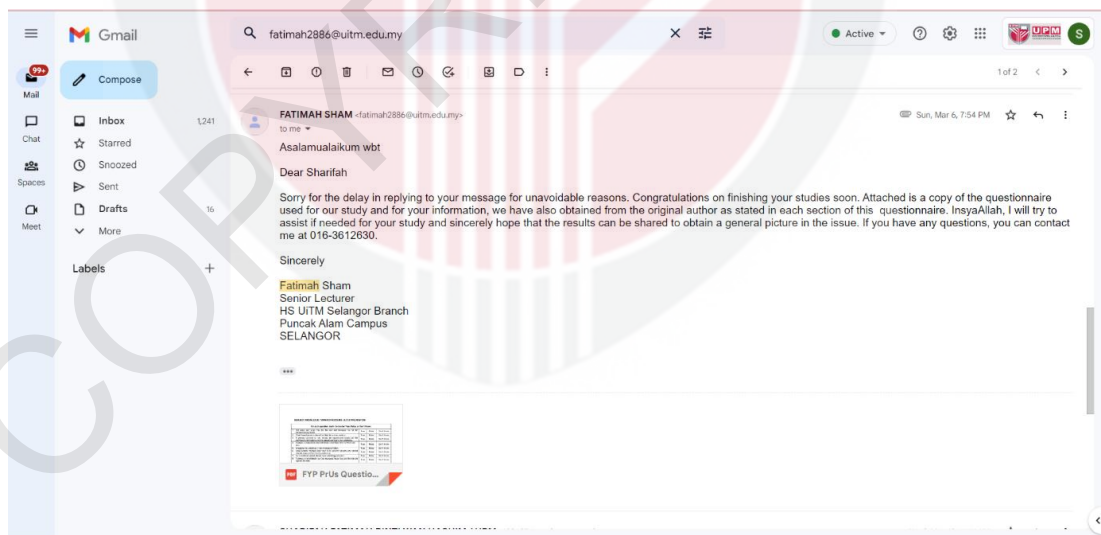 COPYR
Gmail
fatimah2886@uitm.edu.my
Active
UPM
S
99+
Mail
Compose
1 of 2
Chat
Spaces
Meet
Inbox 1,241
Starred
Snoozed
Sent
Drafts 16
More
Labels
FATIMAH SHAM <fatimah2886@uitm.edu.my>
Sun, Mar 6, 7:54 PM
to me
Asalamualaikum wbt
Dear Sharifah
Sorry for the delay in replying to your message for unavoidable reasons. Congratulations on finishing your studies soon. Attached is a copy of the questionnaire
used for our study and for your information, we have also obtained from the original author as stated in each section of this questionnaire. InsyaAllah, I will try to
assist if needed for your study and sincerely hope that the results can be shared to obtain a general picture in the issue. If you have any questions, you can contact
me at 016-3612630.
Sincerely
Fatimah Sham
Senior Lecturer
HS UiTM Selangor Branch
Puncak Alam Campus
SELANGOR
PDF
FYP PrUs Questio...